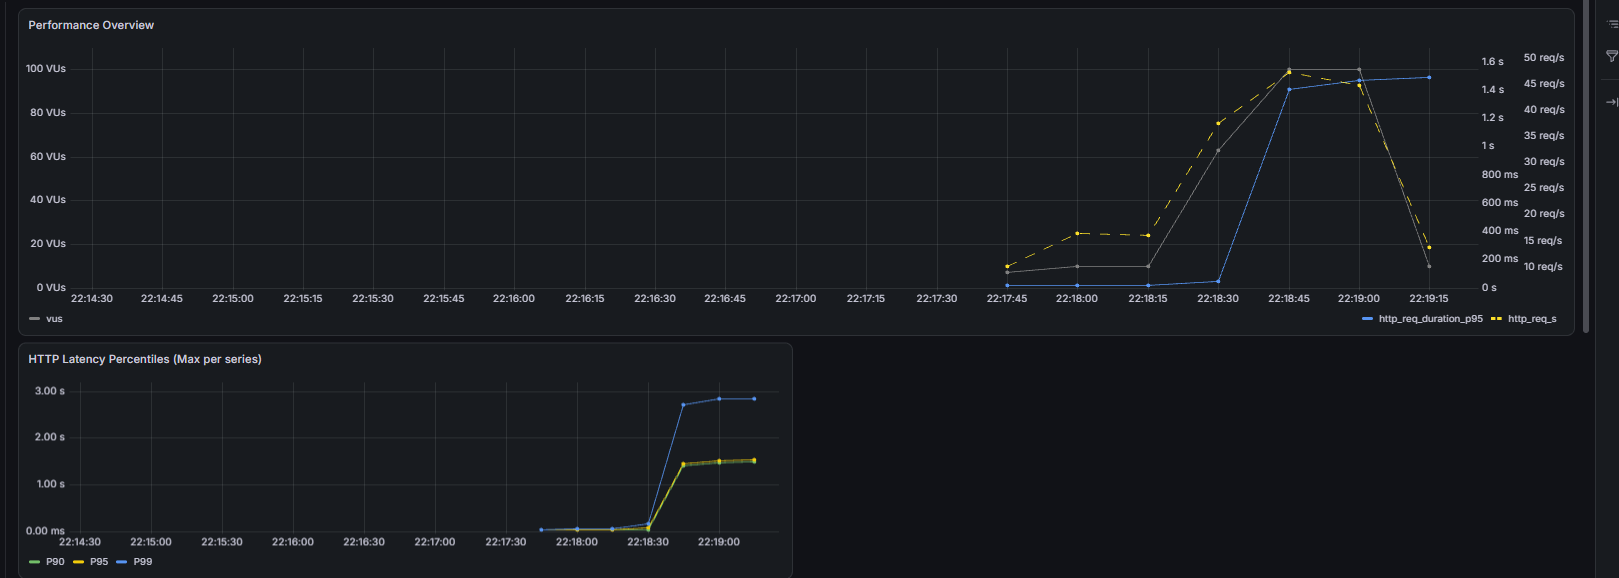 Performance Overview
100 VUs
80 VUs
60 VUs
40 VUs
20 VUs
0 VUs
1.6 s
1.4 s
1.2 s
1 s
800 ms
600 ms
400 ms
200 ms
0 s
50 req/s
45 req/s
40 req/s
35 req/s
30 req/s
25 req/s
20 req/s
15 req/s
10 req/s
22:14:30 22:14:45 22:15:00 22:15:15 22:15:30 22:15:45 22:16:00 22:16:15 22:16:30 22:16:45 22:17:00 22:17:15 22:17:30 22:17:45 22:18:00 22:18:15 22:18:30 22:18:45 22:19:00 22:19:15
vus http_req_duration_p95 http_req_s
HTTP Latency Percentiles (Max per series)
3.00 s
2.00 s
1.00 s
0.00 ms
22:14:30 22:15:00 22:15:30 22:16:00 22:16:30 22:17:00 22:17:30 22:18:00 22:18:30 22:19:00
P90 P95 P99